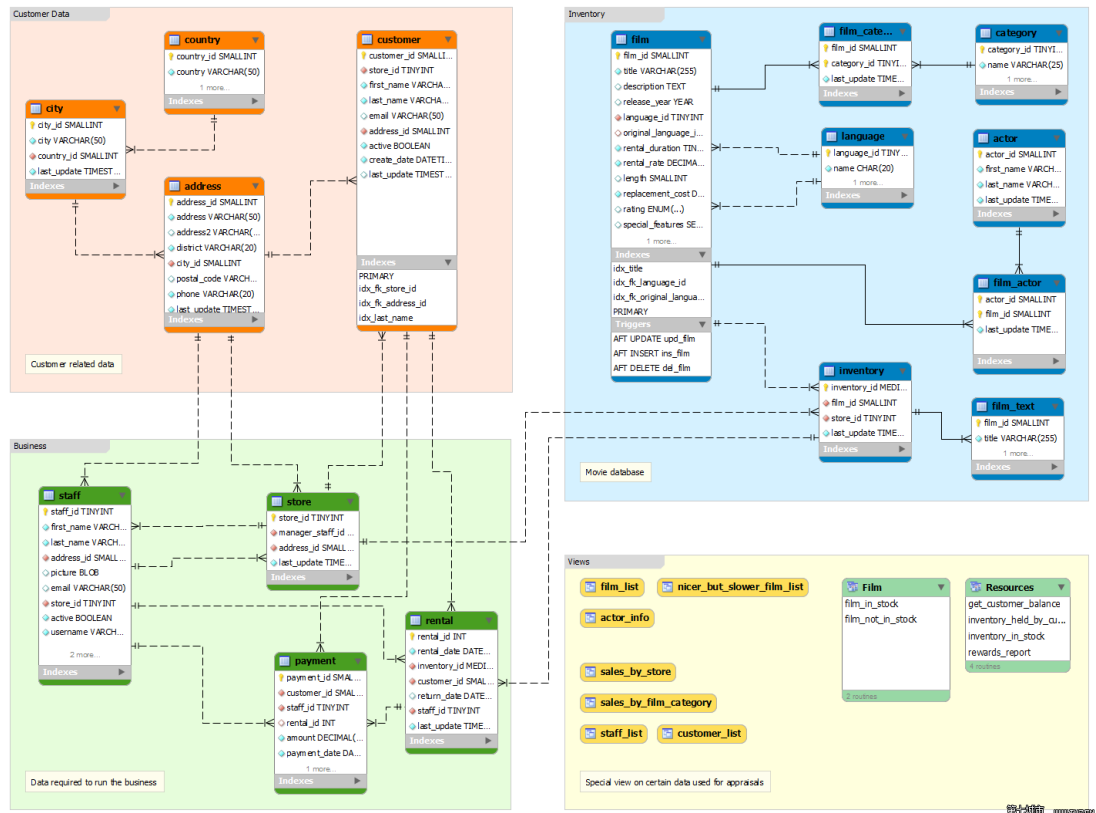 Customer Data
country
country_id SMALLINT
country VARCHAR(50)
1 more...
Indexes
city
city_id SMALLINT
city VARCHAR(50)
country_id SMALLINT
last_update TIMEST...
Indexes
address
address_id SMALLINT
address VARCHAR(50)
address2 VARCHAR(...
district VARCHAR(20)
city_id SMALLINT
postal_code VARCH...
phone VARCHAR(20)
last_update TIMEST...
Indexes
customer
customer_id SMALLI...
store_id TINYINT
first_name VARCHA...
last_name VARCHA...
email VARCHAR(50)
address_id SMALLINT
active BOOLEAN
create_date DATETI...
last_update TIMEST...
Indexes
PRIMARY
idx_fk_store_id
idx_fk_address_id
idx_last_name
Customer related data
Inventory
film
film_id SMALLINT
title VARCHAR(255)
description TEXT
release_year YEAR
language_id TINYINT
original_language_i...
rental_duration TIN...
rental_rate DECIMA...
length SMALLINT
replacement_cost D...
rating ENUM(...)
special_features SE...
1 more...
Indexes
idx_title
idx_fk_language_id
idx_fk_original_langua...
PRIMARY
Triggers
AFT UPDATE upd_film
AFT INSERT ins_film
AFT DELETE del_film
film_cate...
film_id SMALLINT
category_id TINYI...
last_update TIME...
Indexes
category
category_id TINYI...
name VARCHAR(25)
1 more...
Indexes
language
language_id TINY...
name CHAR(20)
1 more...
Indexes
actor
actor_id SMALLINT
first_name VARCH...
last_name VARCH...
last_update TIME...
Indexes
film_actor
actor_id SMALLINT
film_id SMALLINT
last_update TIME...
Indexes
inventory
inventory_id MEDI...
film_id SMALLINT
store_id TINYINT
last_update TIME...
Indexes
film_text
film_id SMALLINT
title VARCHAR(255)
1 more...
Indexes
Movie database
Business
staff
staff_id TINYINT
first_name VARCH...
last_name VARCH...
address_id SMALL...
picture BLOB
email VARCHAR(50)
store_id TINYINT
active BOOLEAN
username VARCH...
2 more...
Indexes
store
store_id TINYINT
manager_staff_id ...
address_id SMALL...
last_update TIME...
Indexes
payment
payment_id SMAL...
customer_id SMAL...
staff_id TINYINT
rental_id INT
amount DECIMAL(...
payment_date DA...
1 more...
Indexes
rental
rental_id INT
rental_date DATE...
inventory_id MEDI...
customer_id SMAL...
return_date DATE...
staff_id TINYINT
last_update TIME...
Indexes
Data required to run the business
Views
film_list
nicer_but_slower_film_list
actor_info
sales_by_store
sales_by_film_category
staff_list
customer_list
Film
film_in_stock
film_not_in_stock
2 routines
Resources
get_customer_balance
inventory_held_by_cu...
inventory_in_stock
rewards_report
4 routines
Special view on certain data used for appraisals